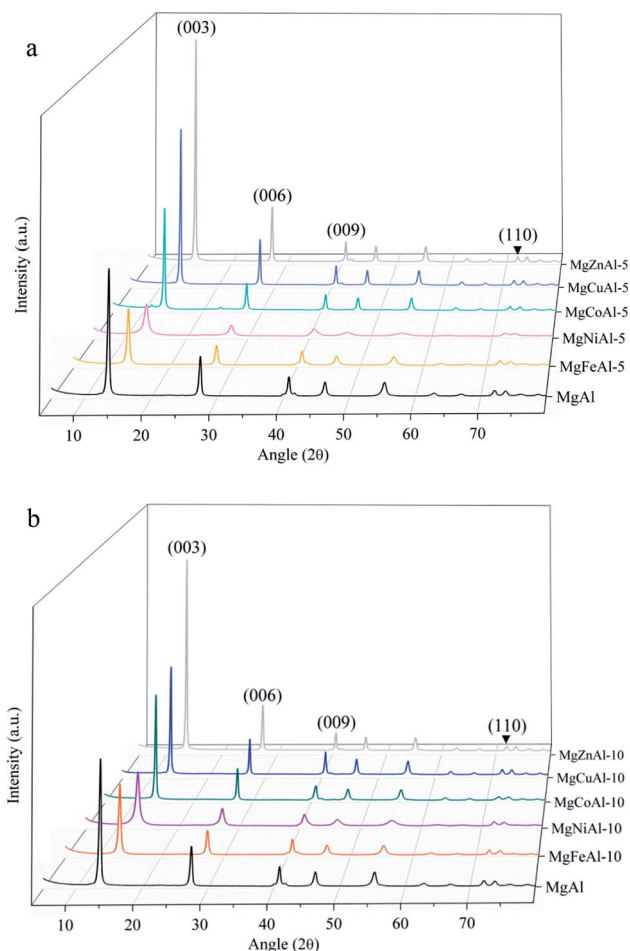 a
(003)
(006)
(009)
(110)
Intensity (a.u.)
MgZnAl-5
MgCuAl-5
MgCoAl-5
MgNiAl-5
MgFeAl-5
MgAl
10 20 30 40 50 60 70
Angle (2θ)
b
(003)
(006)
(009)
(110)
Intensity (a.u.)
MgZnAl-10
MgCuAl-10
MgCoAl-10
MgNiAl-10
MgFeAl-10
MgAl
10 20 30 40 50 60 70
Angle (2θ)